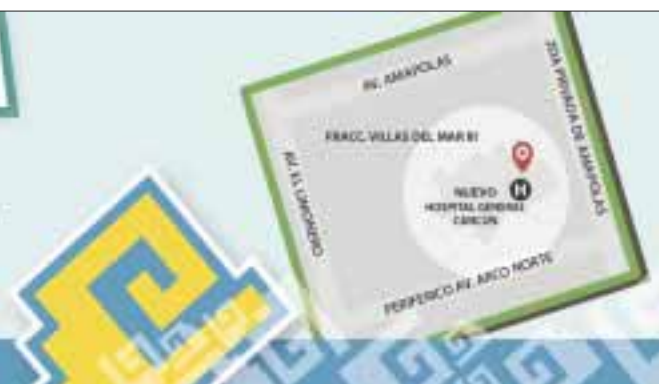 AV. AMAPOLAS
2DA PRIVADA DE AMAPOLAS
FRACC. VILLAS DEL MAR III
AV. EL LIMONERO
H
NUEVO
HOSPITAL GENERAL
CANCUN
PERIFERICO AV. ARCO NORTE